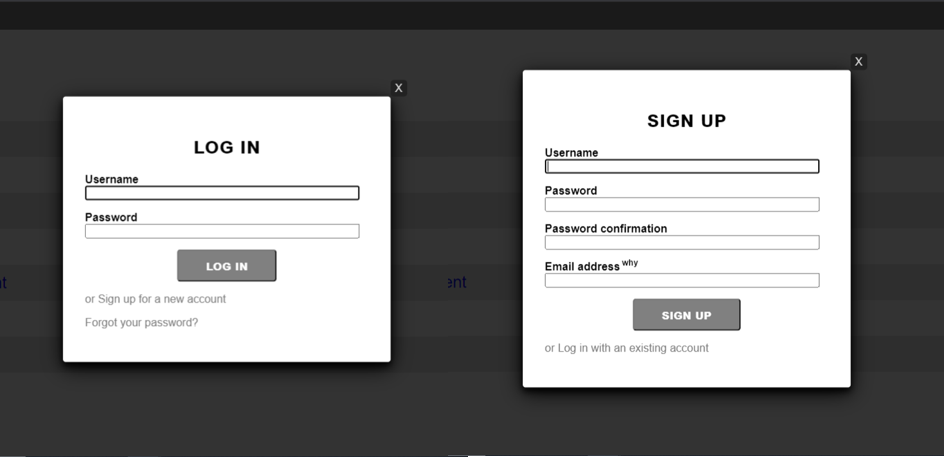 X
LOG IN
Username
Password
LOG IN
or Sign up for a new account
Forgot your password?
X
SIGN UP
Username
Password
Password confirmation
Email address why
SIGN UP
or Log in with an existing account